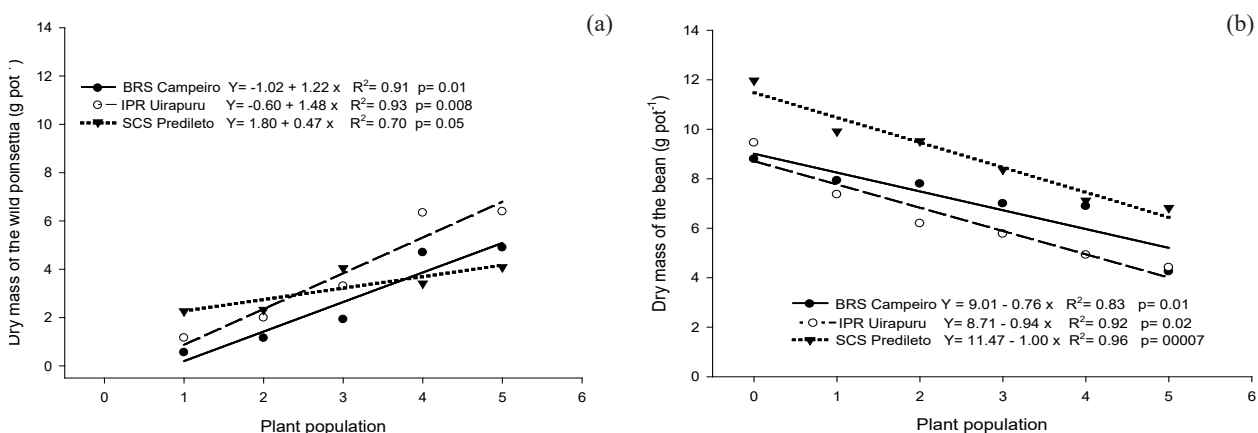 (a)
14
12
10
8
6
4
2
0
Dry mass of the wild poinsettia (g pot
BRS Campeiro Y= -1.02 + 1.22 x R²= 0.91 p= 0.01
IPR Uirapuru Y= -0.60 + 1.48 x R²= 0.93 p= 0.008
SCS Predileto Y= 1.80 + 0.47 x R²= 0.70 p= 0.05
0 1 2 3 4 5 6
Plant population
(b)
14
12
10
8
6
4
2
0
Dry mass of the bean (g pot⁻¹)
BRS Campeiro Y = 9.01 - 0.76 x R²= 0.83 p= 0.01
IPR Uirapuru Y= 8.71 - 0.94 x R²= 0.92 p= 0.02
SCS Predileto Y= 11.47 - 1.00 x R²= 0.96 p= 00007
0 1 2 3 4 5 6
Plant population